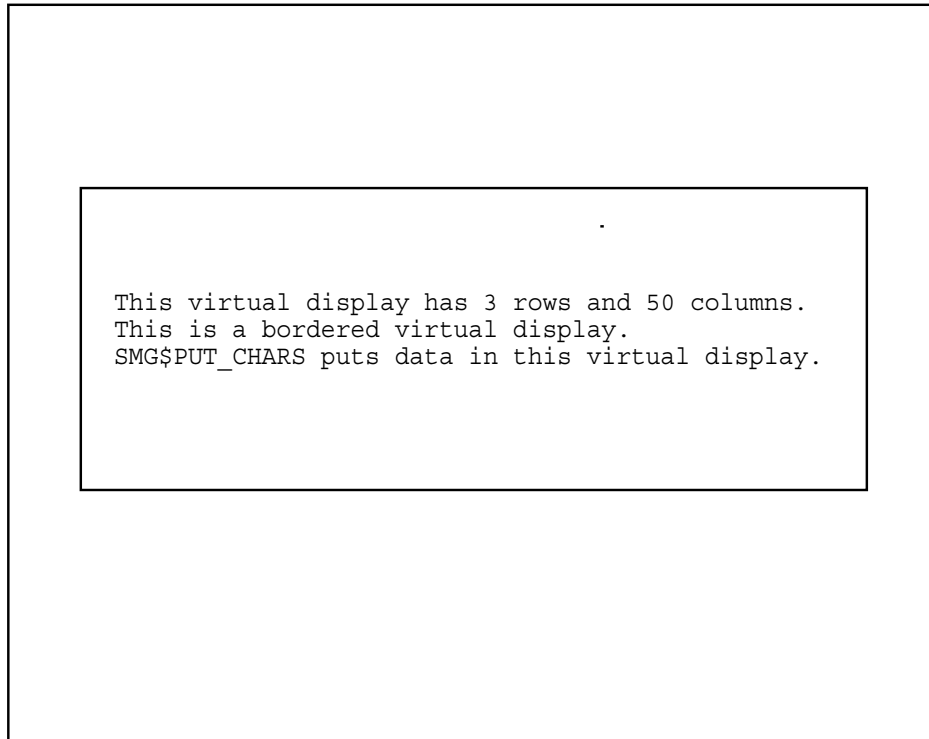 This virtual display has 3 rows and 50 columns.
This is a bordered virtual display.
SMG$PUT_CHARS puts data in this virtual display.